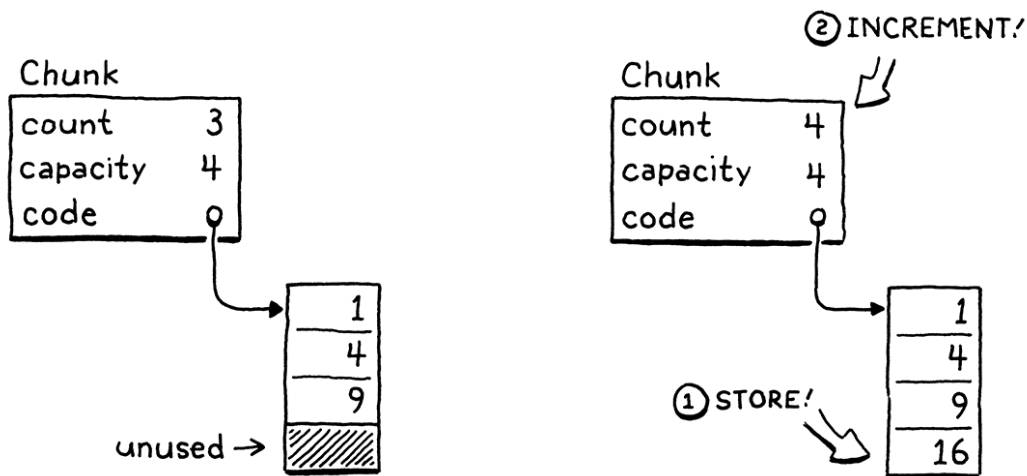 Chunk
count 3
capacity 4
code
1
4
9
unused →
② INCREMENT!
Chunk
count 4
capacity 4
code
1
4
9
① STORE!
16